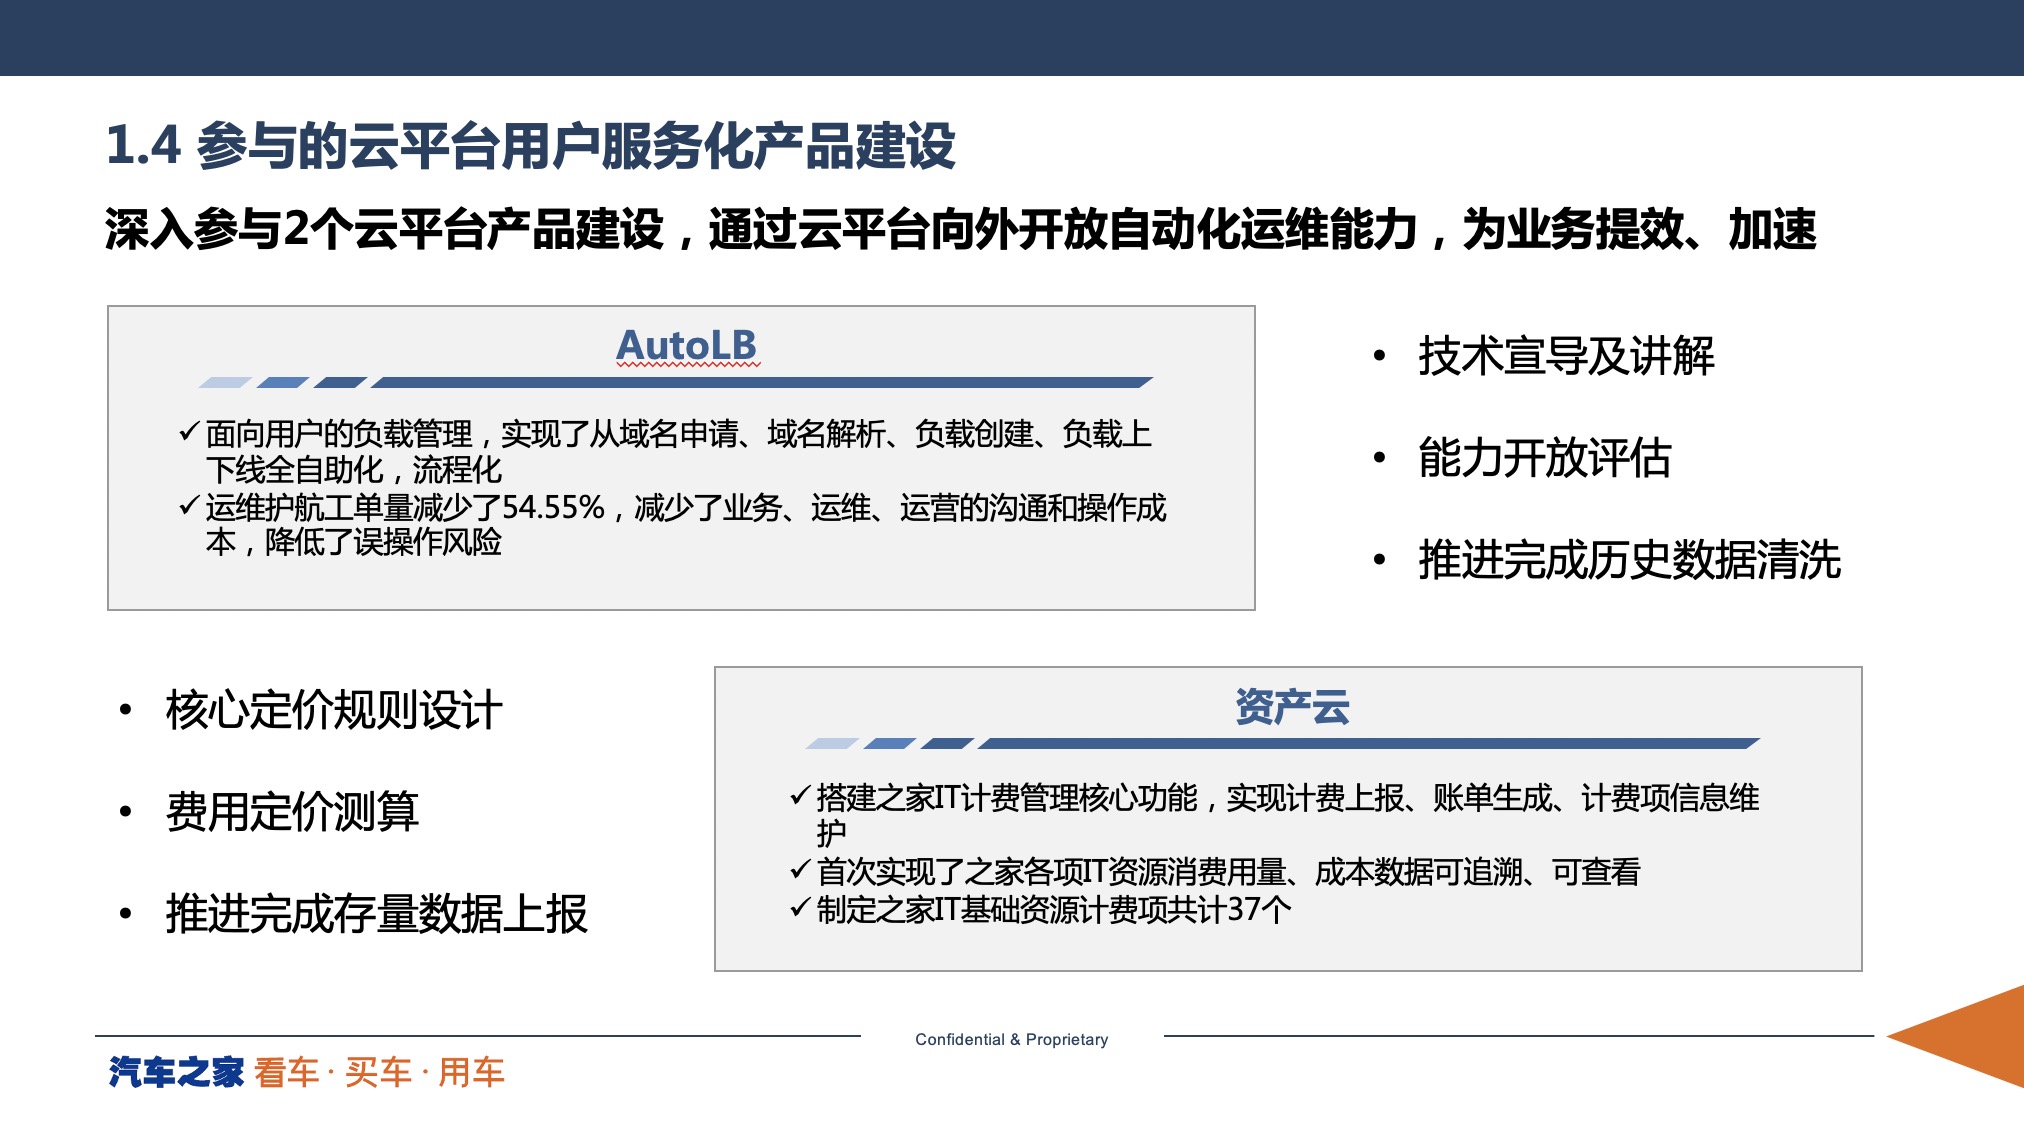 1.4 参与的云平台用户服务化产品建设
深入参与2个云平台产品建设，通过云平台向外开放自动化运维能力，为业务提效、加速
AutoLB
✓面向用户的负载管理，实现了从域名申请、域名解析、负载创建、负载上
下线全自助化，流程化
✓运维护航工单量减少了54.55%，减少了业务、运维、运营的沟通和操作成
本，降低了误操作风险
• 技术宣导及讲解
• 能力开放评估
• 推进完成历史数据清洗
• 核心定价规则设计
• 费用定价测算
• 推进完成存量数据上报
资产云
✓搭建之家IT计费管理核心功能，实现计费上报、账单生成、计费项信息维
护
✓首次实现了之家各项IT资源消费用量、成本数据可追溯、可查看
✓制定之家IT基础资源计费项共计37个
Confidential & Proprietary
汽车之家 看车·买车·用车